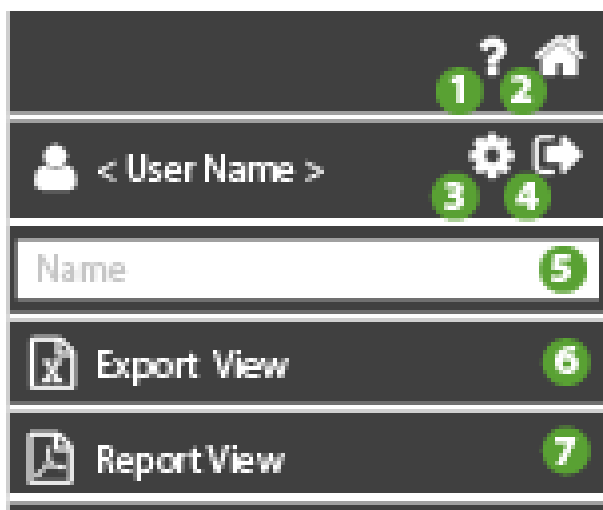 ?
1 2
< User Name >
3 4
Name 5
Export View 6
Report View 7